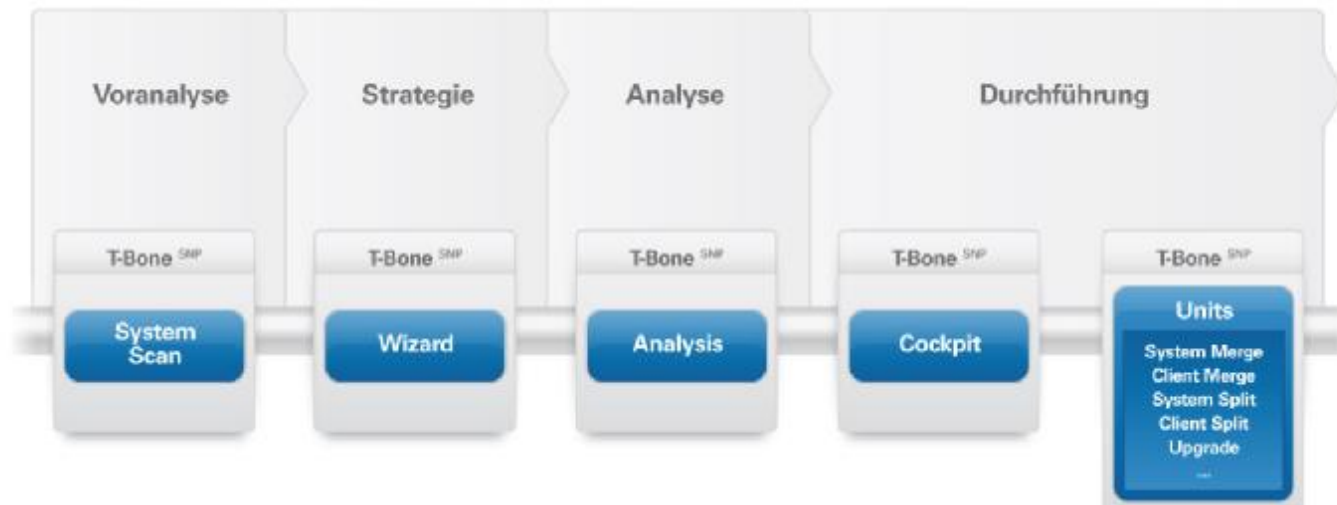 Voranalyse
Strategie
Analyse
Durchführung
T-Bone SNP
System
Scan
T-Bone SNP
Wizard
T-Bone SNP
Analysis
T-Bone SNP
Cockpit
T-Bone SNP
Units
System Merge
Client Merge
System Split
Client Split
Upgrade
...